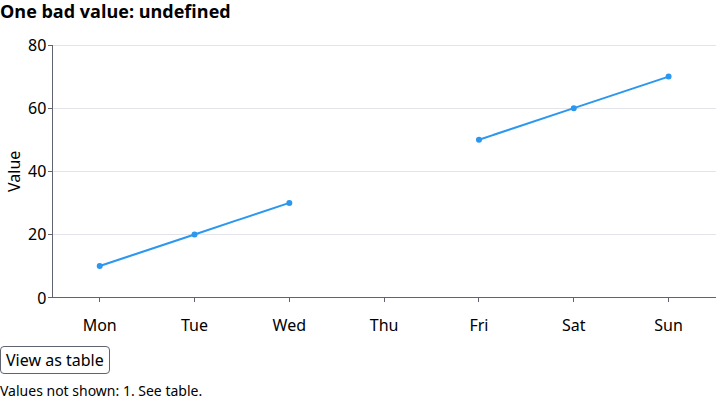 One bad value: undefined
80
60
40
20
0
Value
Mon Tue Wed Thu Fri Sat Sun
View as table
Values not shown: 1. See table.